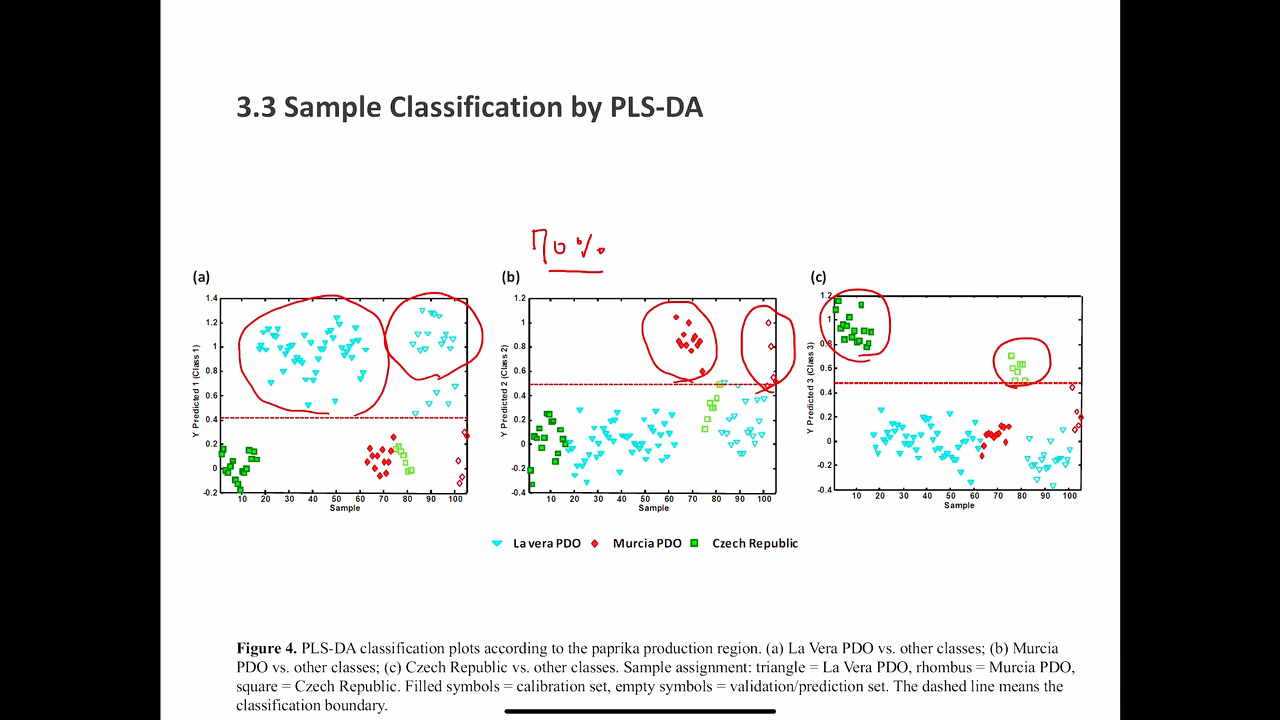 3.3 Sample Classification by PLS-DA
70%
(a)
1.4
1.2
1
0.8
0.6
0.4
0.2
0
-0.2
Y Predicted 1 (Class 1)
10 20 30 40 50 60 70 80 90 100
Sample
(b)
1.2
1
0.8
0.6
0.4
0.2
0
-0.2
-0.4
Y Predicted 2 (Class 2)
10 20 30 40 50 60 70 80 90 100
Sample
(c)
1.2
1
0.8
0.6
0.4
0.2
0
-0.2
-0.4
Y Predicted 3 (Class 3)
10 20 30 40 50 60 70 80 90 100
Sample
La vera PDO Murcia PDO Czech Republic
Figure 4. PLS-DA classification plots according to the paprika production region. (a) La Vera PDO vs. other classes; (b) Murcia
PDO vs. other classes; (c) Czech Republic vs. other classes. Sample assignment: triangle = La Vera PDO, rhombus = Murcia PDO,
square = Czech Republic. Filled symbols = calibration set, empty symbols = validation/prediction set. The dashed line means the
classification boundary.